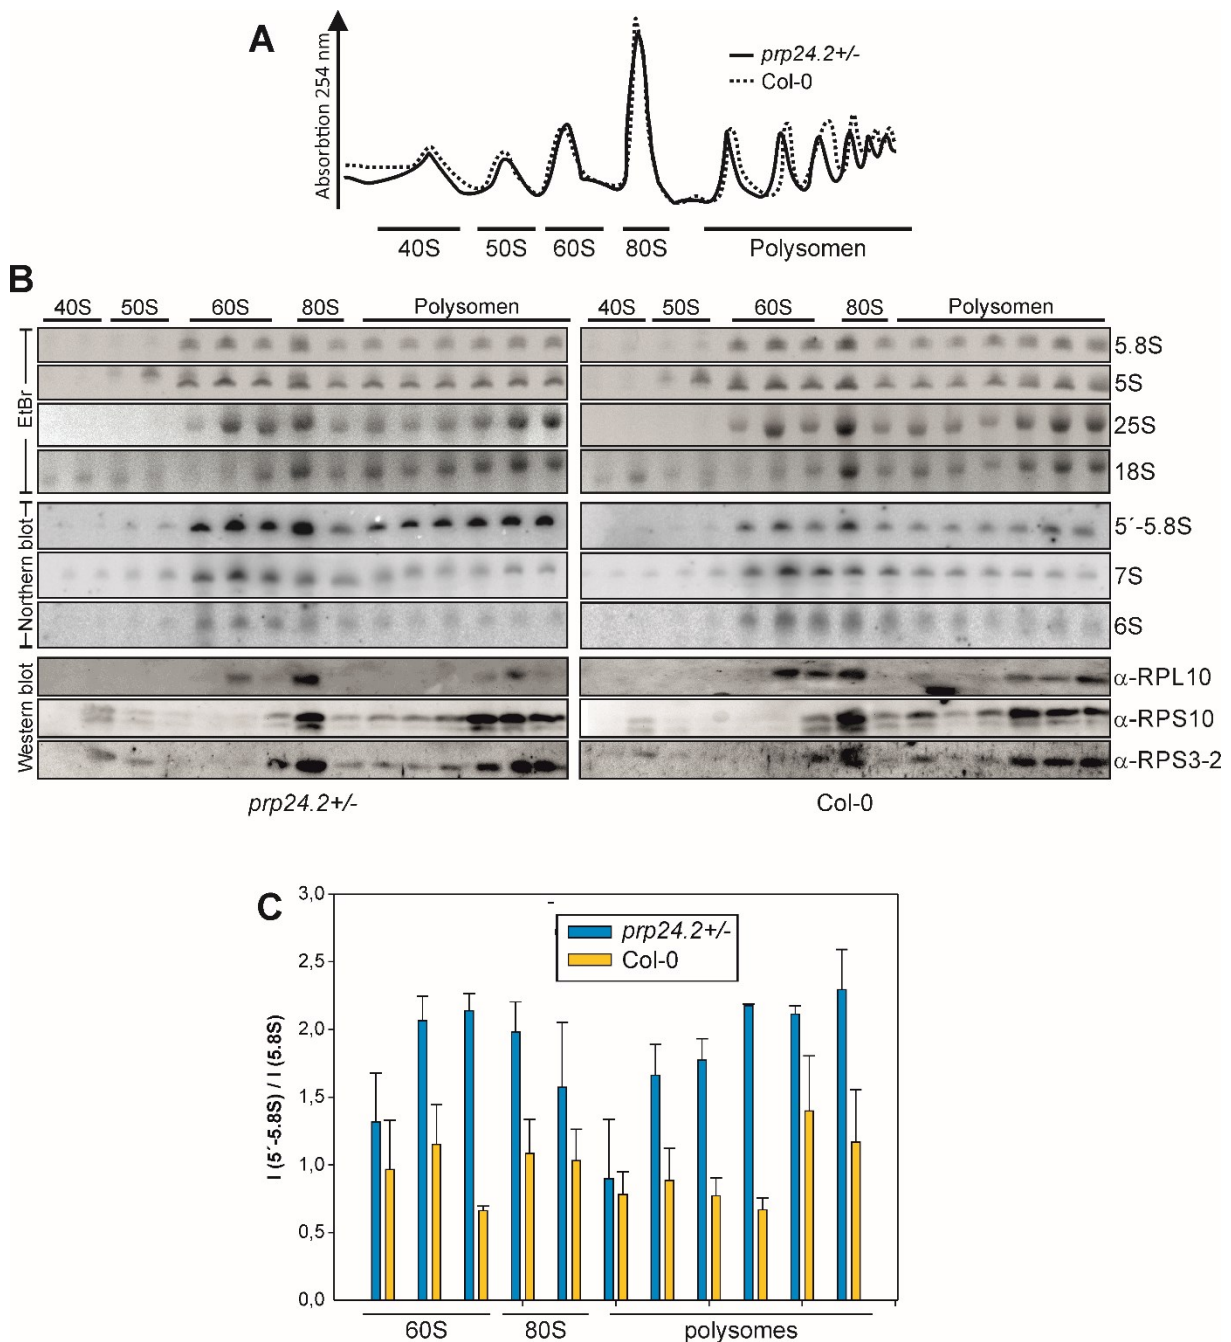 A
Absorbtion 254 nm
prp24.2+/-
Col-0
40S 50S 60S 80S Polysomen
B
40S 50S 60S 80S Polysomen 40S 50S 60S 80S Polysomen
EtBr
5.8S
5S
25S
18S
Northern blot
5´-5.8S
7S
6S
Western blot
α-RPL10
α-RPS10
α-RPS3-2
prp24.2+/- Col-0
C
I (5´-5.8S) / I (5.8S)
3,0
2,5
2,0
1,5
1,0
0,5
0,0
prp24.2+/-
Col-0
60S 80S polysomes